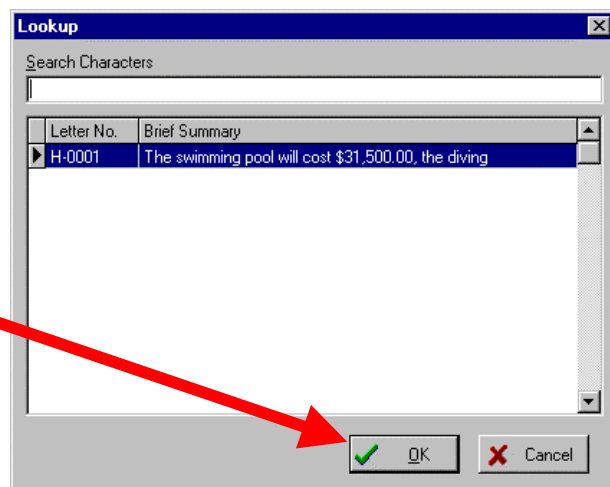 Lookup
Search Characters
Letter No. Brief Summary
H-0001 The swimming pool will cost $31,500.00, the diving
OK Cancel